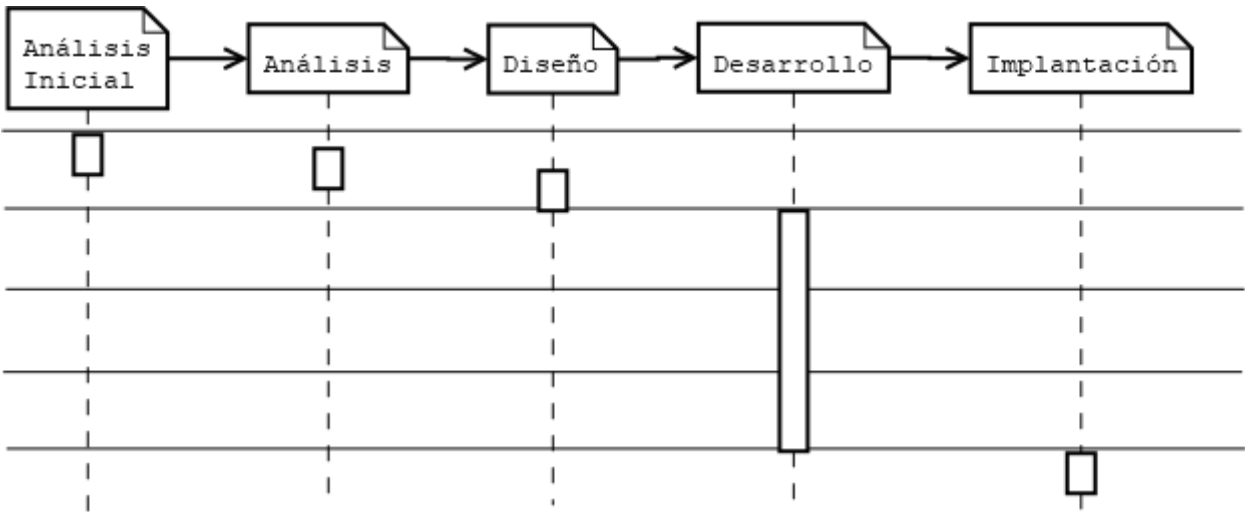 Análisis
Inicial
Análisis
Diseño
Desarrollo
Implantación